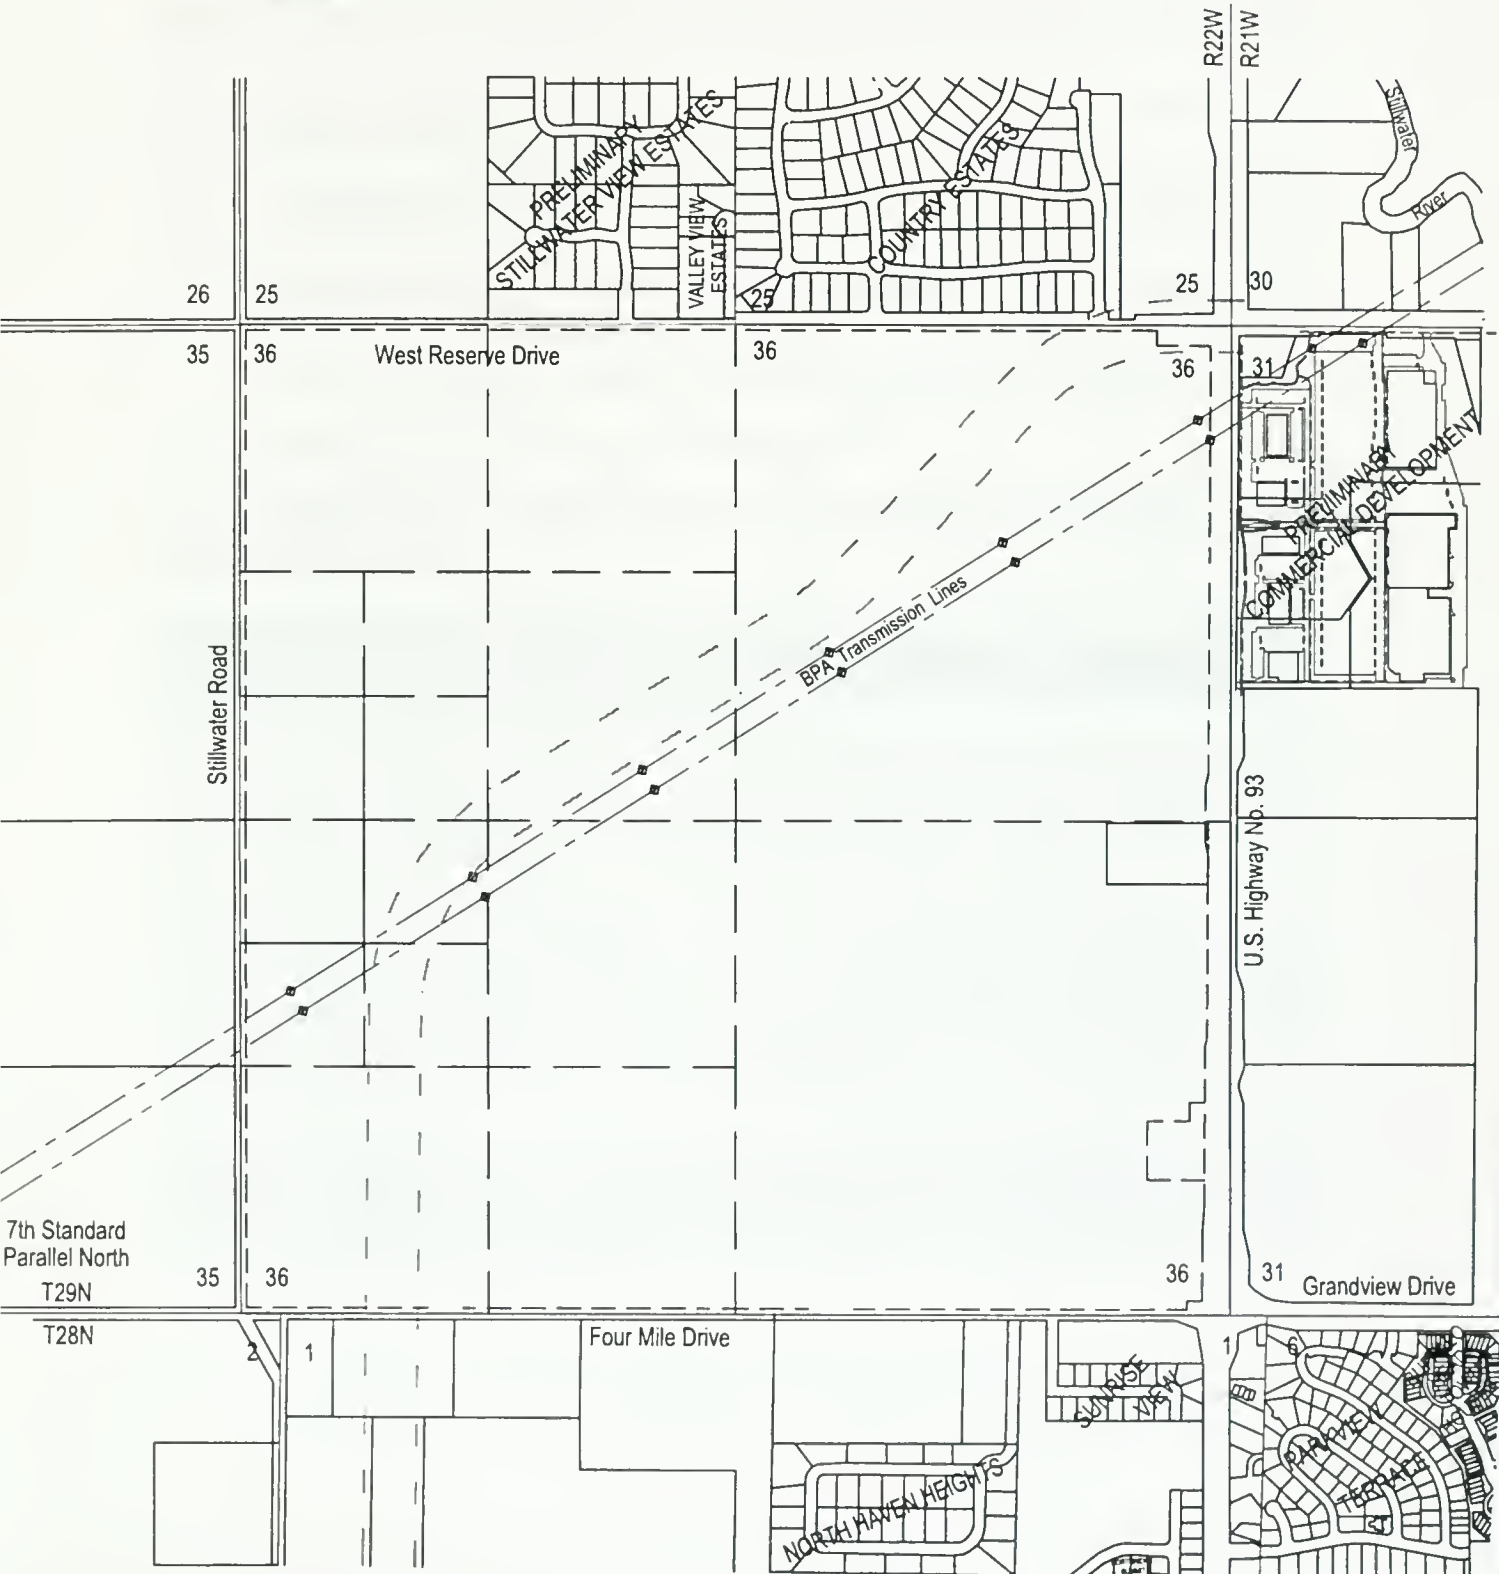 R22W
R21W
Stillwater
River
PRELIMINARY
STILLWATER VIEW ESTATES
VALLEY VIEW
ESTATES
COUNTRY ESTATES
26
25
25
25
30
35
36
West Reserve Drive
36
36
31
PRELIMINARY
COMMERCIAL DEVELOPMENT
BPA Transmission Lines
Stillwater Road
U.S. Highway No. 93
7th Standard
Parallel North
T29N
35
36
36
31
Grandview Drive
T28N
2
1
Four Mile Drive
1
6
SUNRISE
VIEW
PARKVIEW
TERRACE
NORTH HAVEN HEIGHTS